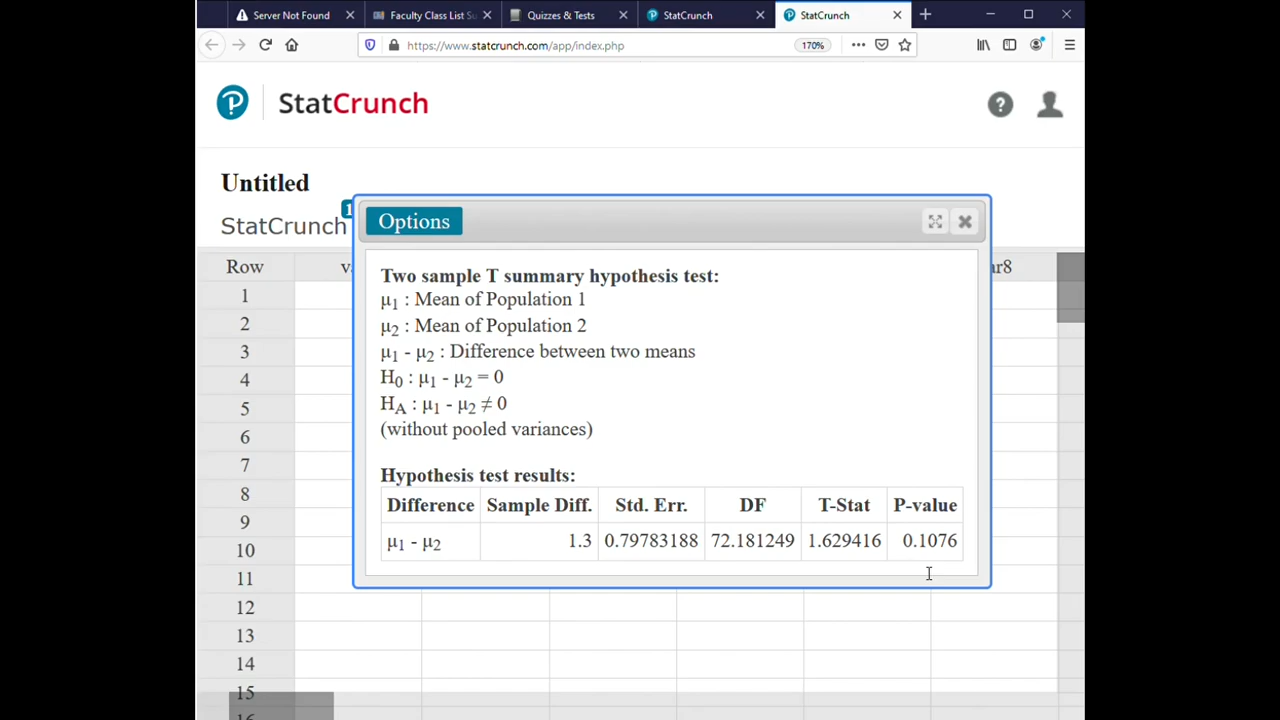 Server Not Found
Faculty Class List Su
Quizzes & Tests
StatCrunch
StatCrunch
https://www.statcrunch.com/app/index.php
170%
StatCrunch
Untitled
StatCrunch
1
Options
Row
ar8
Two sample T summary hypothesis test:
μ1 : Mean of Population 1
μ2 : Mean of Population 2
μ1 - μ2 : Difference between two means
H0 : μ1 - μ2 = 0
HA : μ1 - μ2 ≠ 0
(without pooled variances)
Hypothesis test results:
Difference Sample Diff. Std. Err. DF T-Stat P-value
μ1 - μ2 1.3 0.79783188 72.181249 1.629416 0.1076
1
2
3
4
5
6
7
8
9
10
11
12
13
14
15